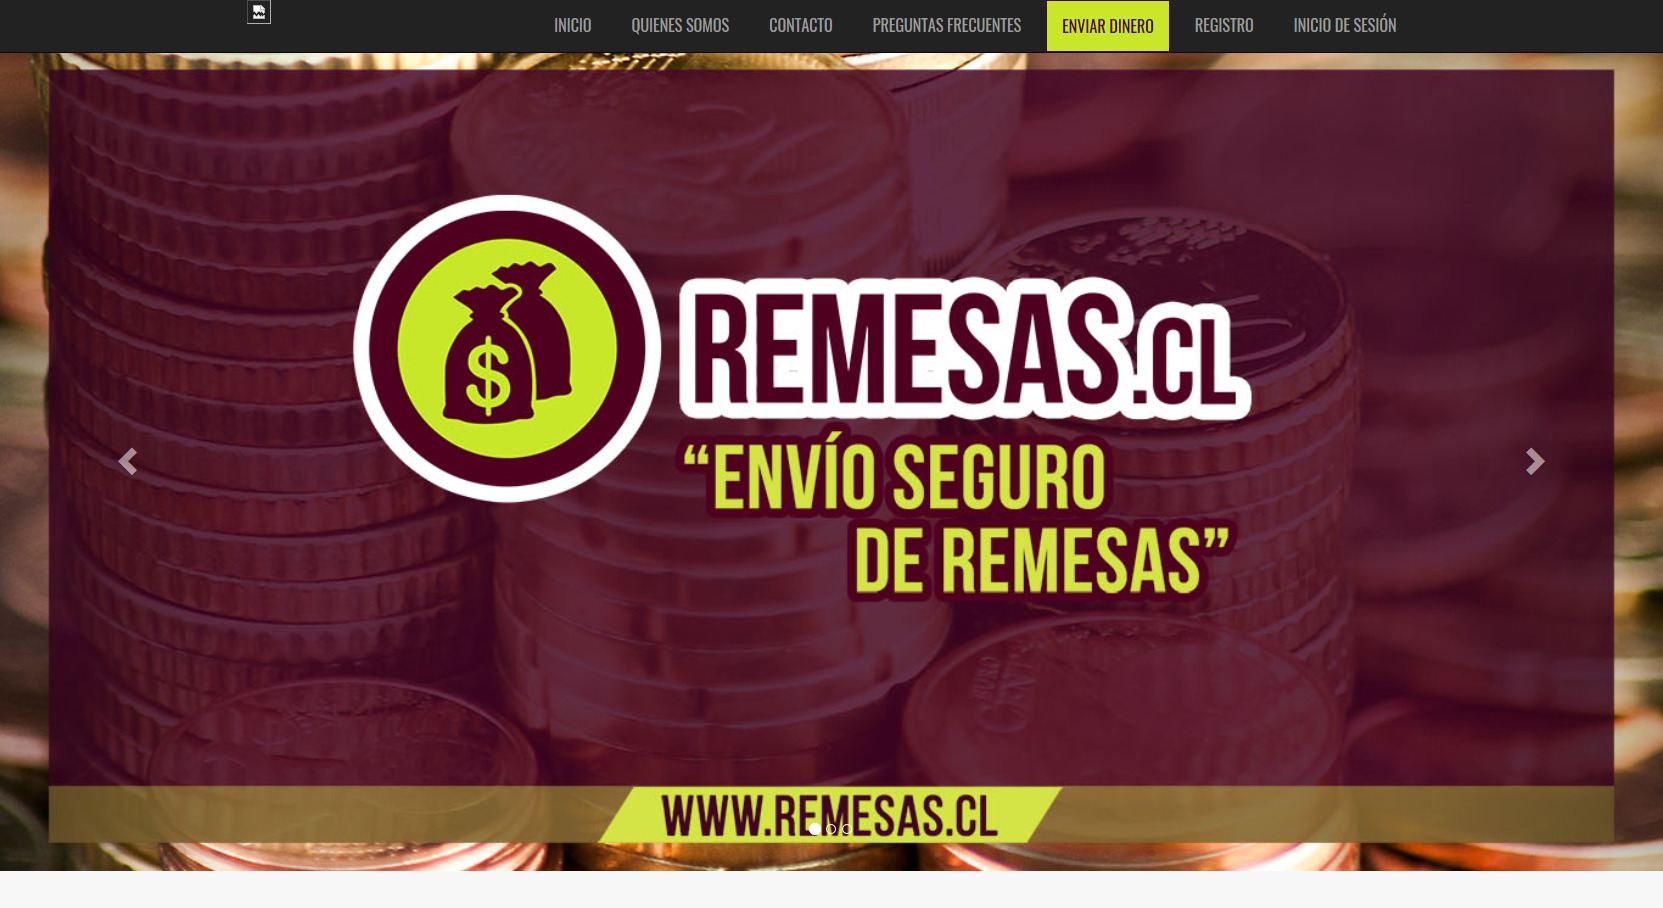 INICIO
QUIENES SOMOS
CONTACTO
PREGUNTAS FRECUENTES
ENVIAR DINERO
REGISTRO
INICIO DE SESIÓN
$
REMESAS.CL
“ENVÍO SEGURO
DE REMESAS”
WWW.REMESAS.CL